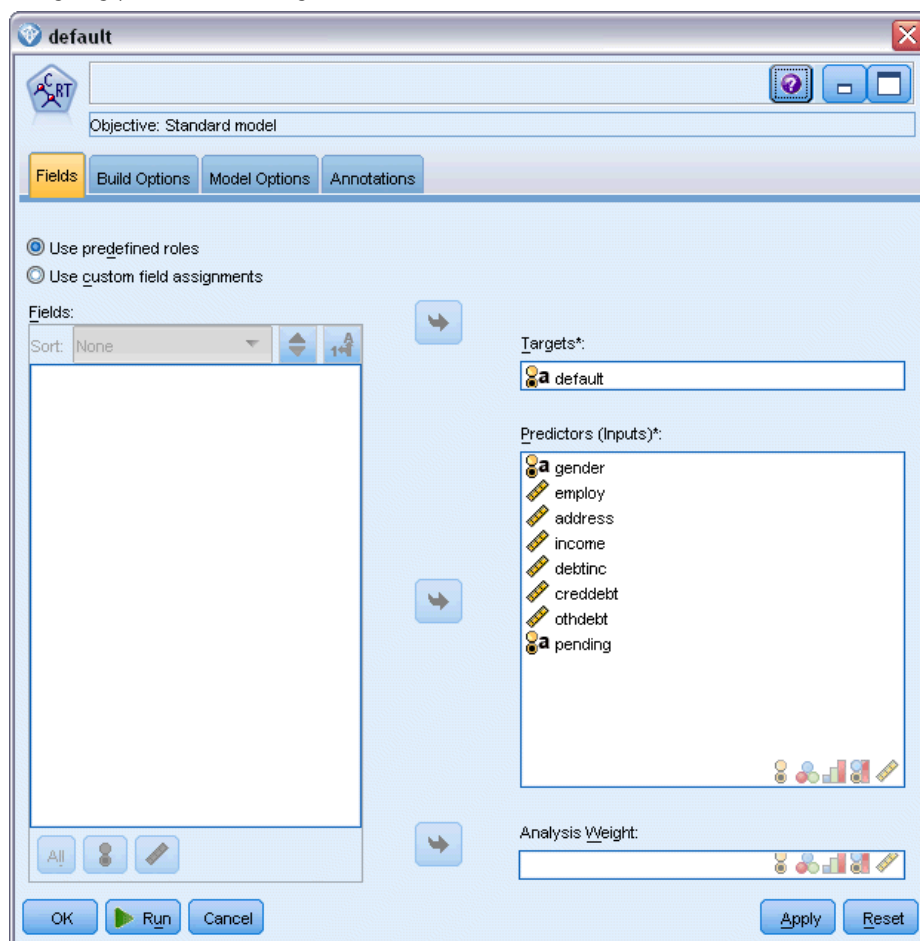 default
C
RT
Objective: Standard model
Fields
Build Options
Model Options
Annotations
Use predefined roles
Use custom field assignments
Fields:
Sort: None
Targets*:
a default
Predictors (Inputs)*:
a gender
employ
address
income
debtinc
creddebt
othdebt
a pending
Analysis Weight:
All
OK
Run
Cancel
Apply
Reset